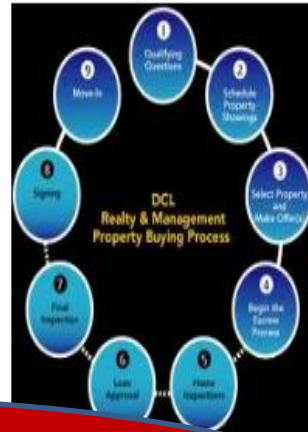 1
Qualifying
Questions
2
Schedule
Property
Showings
3
Select Property
and
Make Offer(s)
4
Begin the
Escrow
Process
5
Home
Inspections
6
Loan
Approval
7
Final
Inspection
8
Signing
9
Move-In
DCL
Realty & Management
Property Buying Process